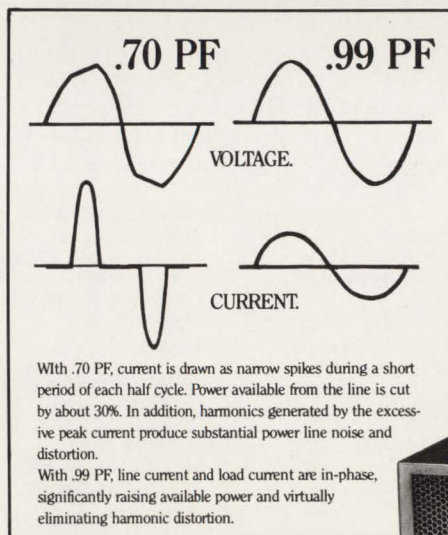 .70 PF .99 PF
VOLTAGE.
CURRENT.
WIth .70 PF, current is drawn as narrow spikes during a short
period of each half cycle. Power available from the line is cut
by about 30%. In addition, harmonics generated by the excess-
ive peak current produce substantial power line noise and
distortion.
With .99 PF, line current and load current are in-phase,
significantly raising available power and virtually
eliminating harmonic distortion.